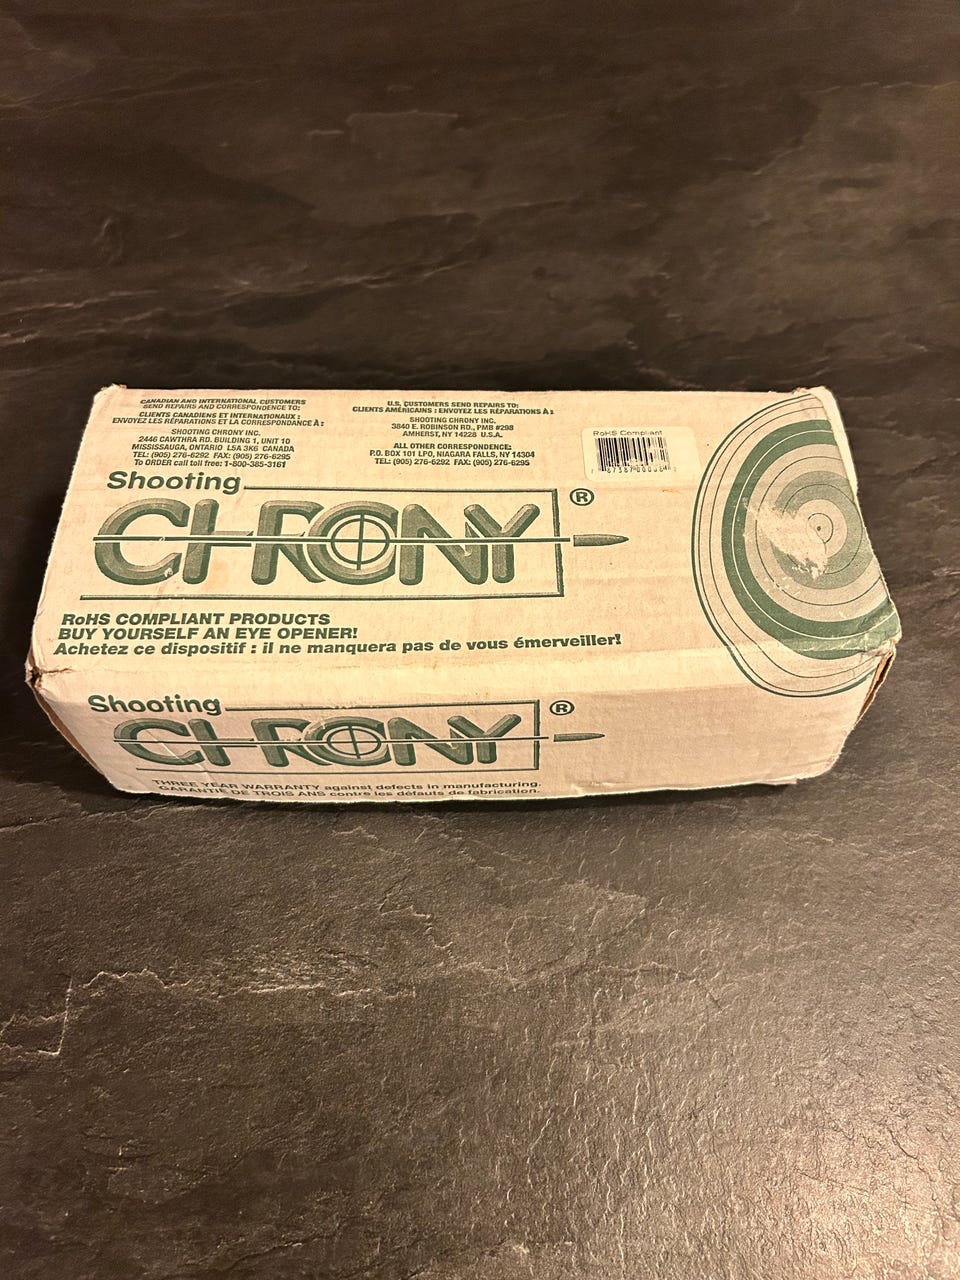 CANADIAN AND INTERNATIONAL CUSTOMERS
SEND REPAIRS AND CORRESPONDENCE TO:
CLIENTS CANADIENS ET INTERNATIONAUX :
ENVOYEZ LES RÉPARATIONS ET LA CORRESPONDANCE À :
SHOOTING CHRONY INC.
2446 CAWTHRA RD. BUILDING 1, UNIT 10
MISSISSAUGA, ONTARIO L5A 3K6 CANADA
TEL: (905) 276-6292 FAX: (905) 276-6295
To ORDER call toll free: 1-800-385-3161
U.S. CUSTOMERS SEND REPAIRS TO:
CLIENTS AMÉRICAINS : ENVOYEZ LES RÉPARATIONS À :
SHOOTING CHRONY INC.
3840 E. ROBINSON RD., PMB #298
AMHERST, NY 14228 U.S.A.
ALL OTHER CORRESPONDENCE:
P.O. BOX 101 LPO, NIAGARA FALLS, NY 14304
TEL: (905) 276-6292 FAX: (905) 276-6295
RoHS Compliant
Shooting
CHRONY ®
RoHS COMPLIANT PRODUCTS
BUY YOURSELF AN EYE OPENER!
Achetez ce dispositif : il ne manquera pas de vous émerveiller!
Shooting
CHRONY ®
THREE YEAR WARRANTY against defects in manufacturing.
GARANTIE DE TROIS ANS contre les défauts de fabrication.